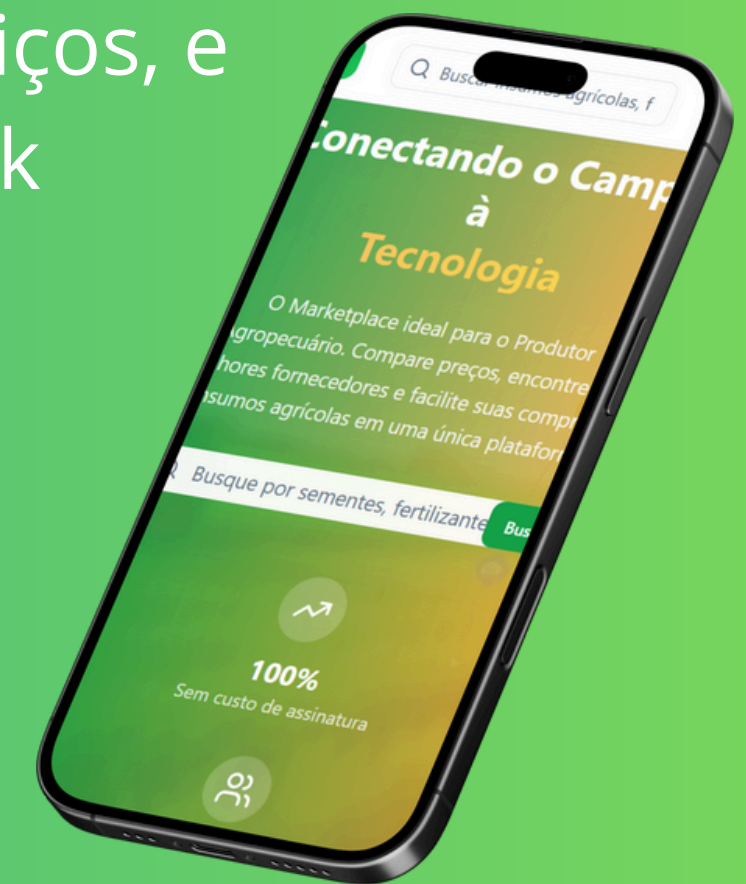 iços, e
k
Buscar insumos agrícolas, f
Conectando o Camp
à
Tecnologia
O Marketplace ideal para o Produtor
Agropecuário. Compare preços, encontre
hores fornecedores e facilite suas compr
nsumos agrícolas em uma única platafor
Busque por sementes, fertilizante
Bus
100%
Sem custo de assinatura